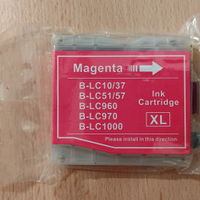 Magenta
B-LC10/37
B-LC51/57
B-LC960
B-LC970
B-LC1000
Ink
Cartridge
XL
Please install in this direction.